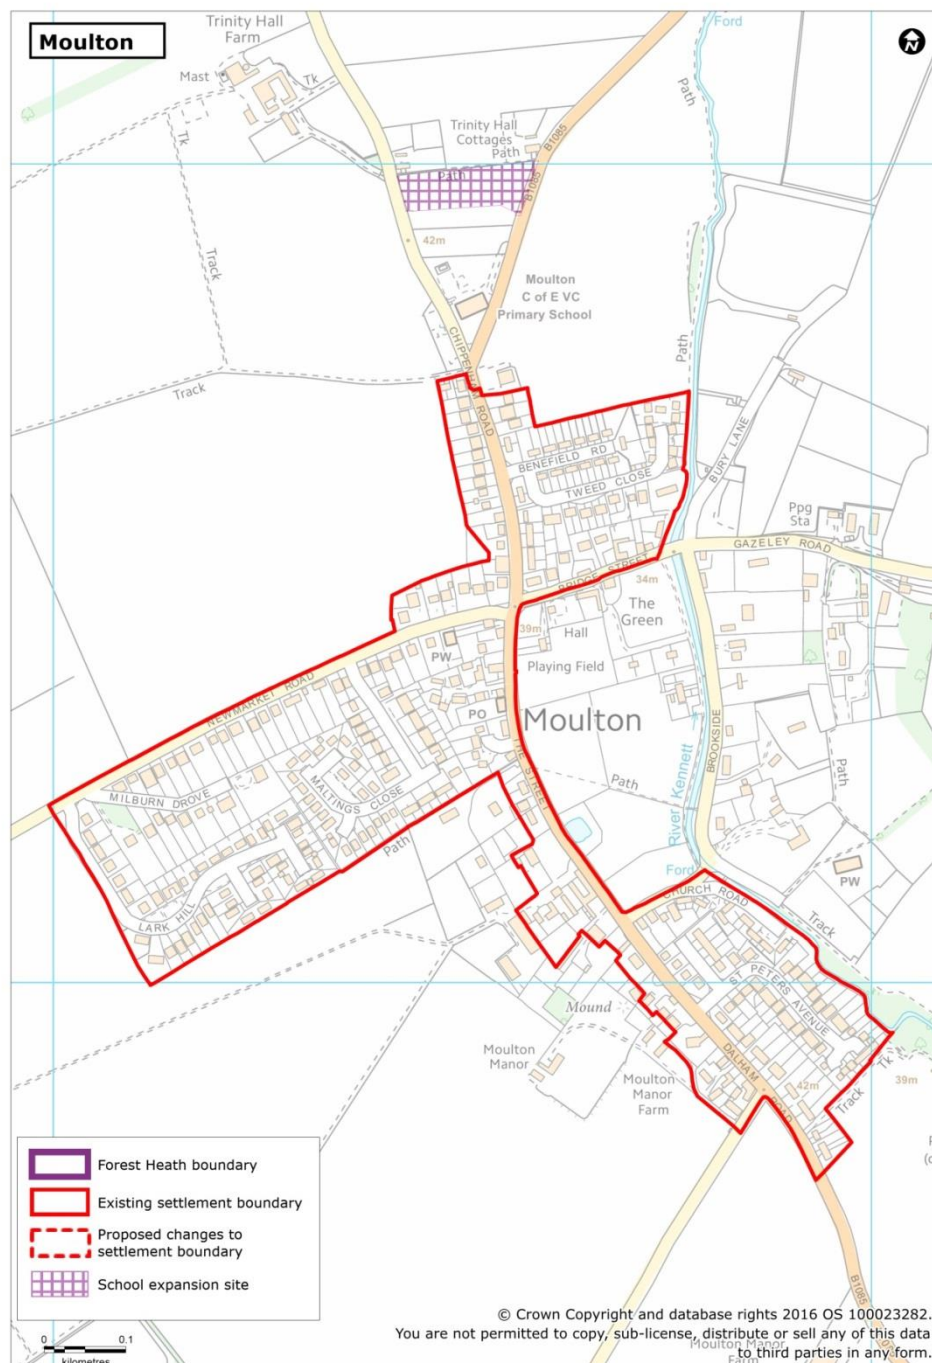 Moulton
Trinity Hall
Farm
Mast
Tk
Tk
Ford
Path
Trinity Hall
Cottages
Path
Path
B1085
B1085
42m
Track
Moulton
C of E VC
Primary School
CHIPPENHAM ROAD
Path
Track
BURY LANE
BENEFIELD RD
TWEED CLOSE
Ppg
Sta
GAZELEY ROAD
BRIDGE STREET
34m
The
Green
39m
Hall
PW
Playing Field
NEWMARKET ROAD
PO
Moulton
THE STREET
BROOKSIDE
River Kennett
Path
Path
MILBURN DROVE
MALTINGS CLOSE
Path
LARK HILL
Ford
PW
CHURCH ROAD
Track
ST PETERS AVENUE
Mound
Moulton
Manor
Moulton
Manor
Farm
DALHAM ROAD
42m
39m
Track
Tk
Forest Heath boundary
Existing settlement boundary
Proposed changes to
settlement boundary
School expansion site
B1085
0 0.1
kilometres
© Crown Copyright and database rights 2016 OS 100023282.
You are not permitted to copy, sub-license, distribute or sell any of this data
to third parties in any form.
Moulton Manor
Farm
N